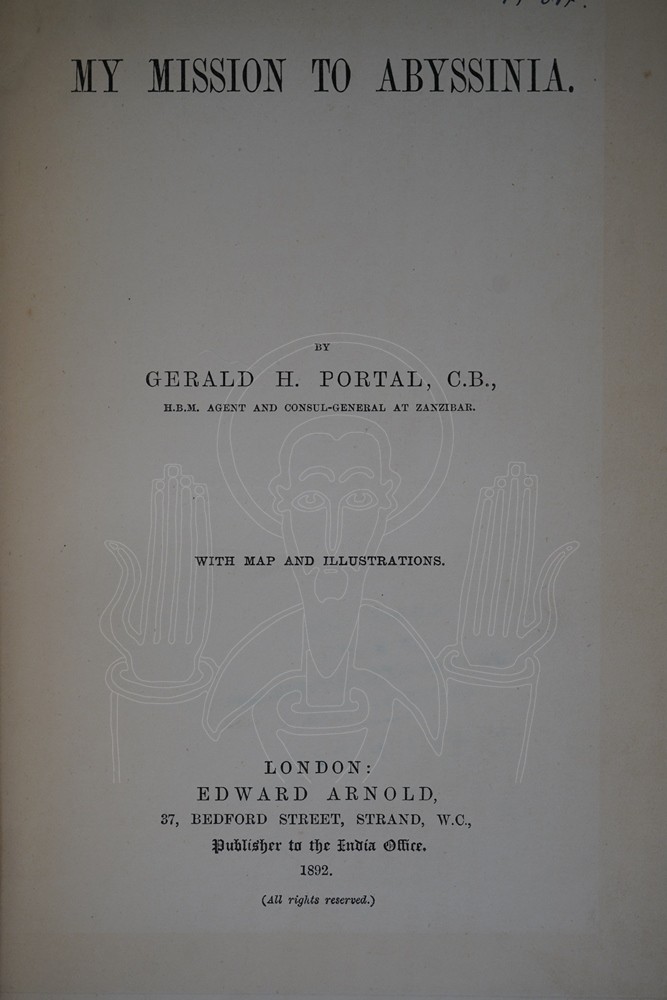 MY MISSION TO ABYSSINIA.
BY
GERALD H. PORTAL, C.B.,
H.B.M. AGENT AND CONSUL-GENERAL AT ZANZIBAR.
WITH MAP AND ILLUSTRATIONS.
LONDON:
EDWARD ARNOLD,
37, BEDFORD STREET, STRAND, W.C.,
Publisher to the India Office.
1892.
(All rights reserved.)